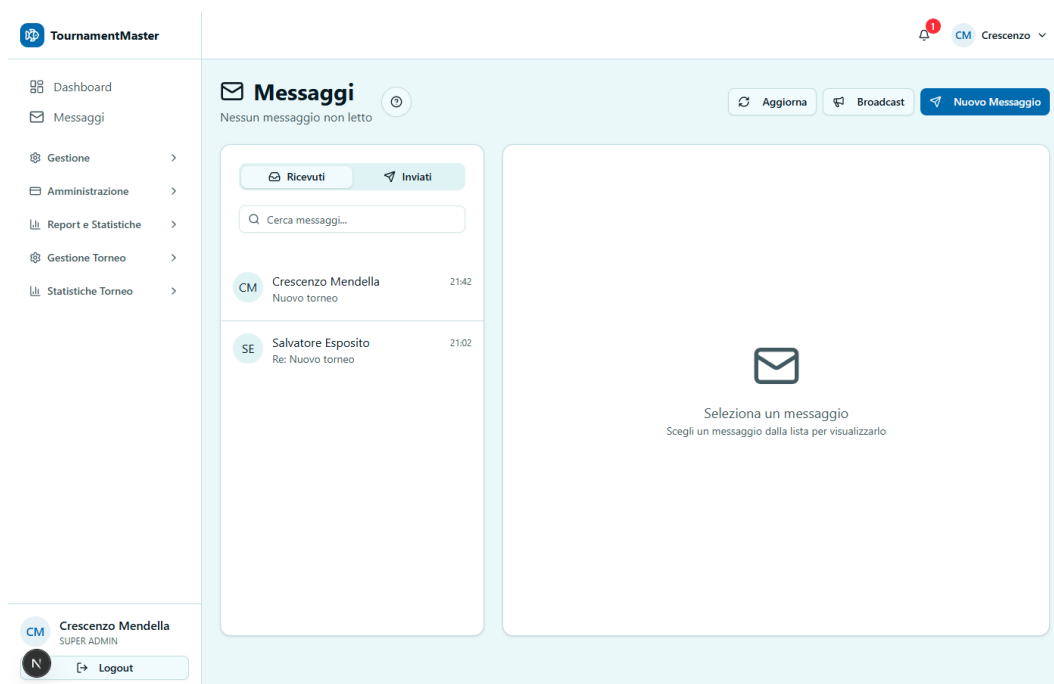 TournamentMaster
1
CM Crescenzo
Dashboard
Messaggi
Gestione
Amministrazione
Report e Statistiche
Gestione Torneo
Statistiche Torneo
Messaggi
Nessun messaggio non letto
Aggiorna
Broadcast
Nuovo Messaggio
Ricevuti
Inviati
Cerca messaggi...
CM
Crescenzo Mendella
21:42
Nuovo torneo
SE
Salvatore Esposito
21:02
Re: Nuovo torneo
Seleziona un messaggio
Scegli un messaggio dalla lista per visualizzarlo
CM
Crescenzo Mendella
SUPER ADMIN
N
Logout